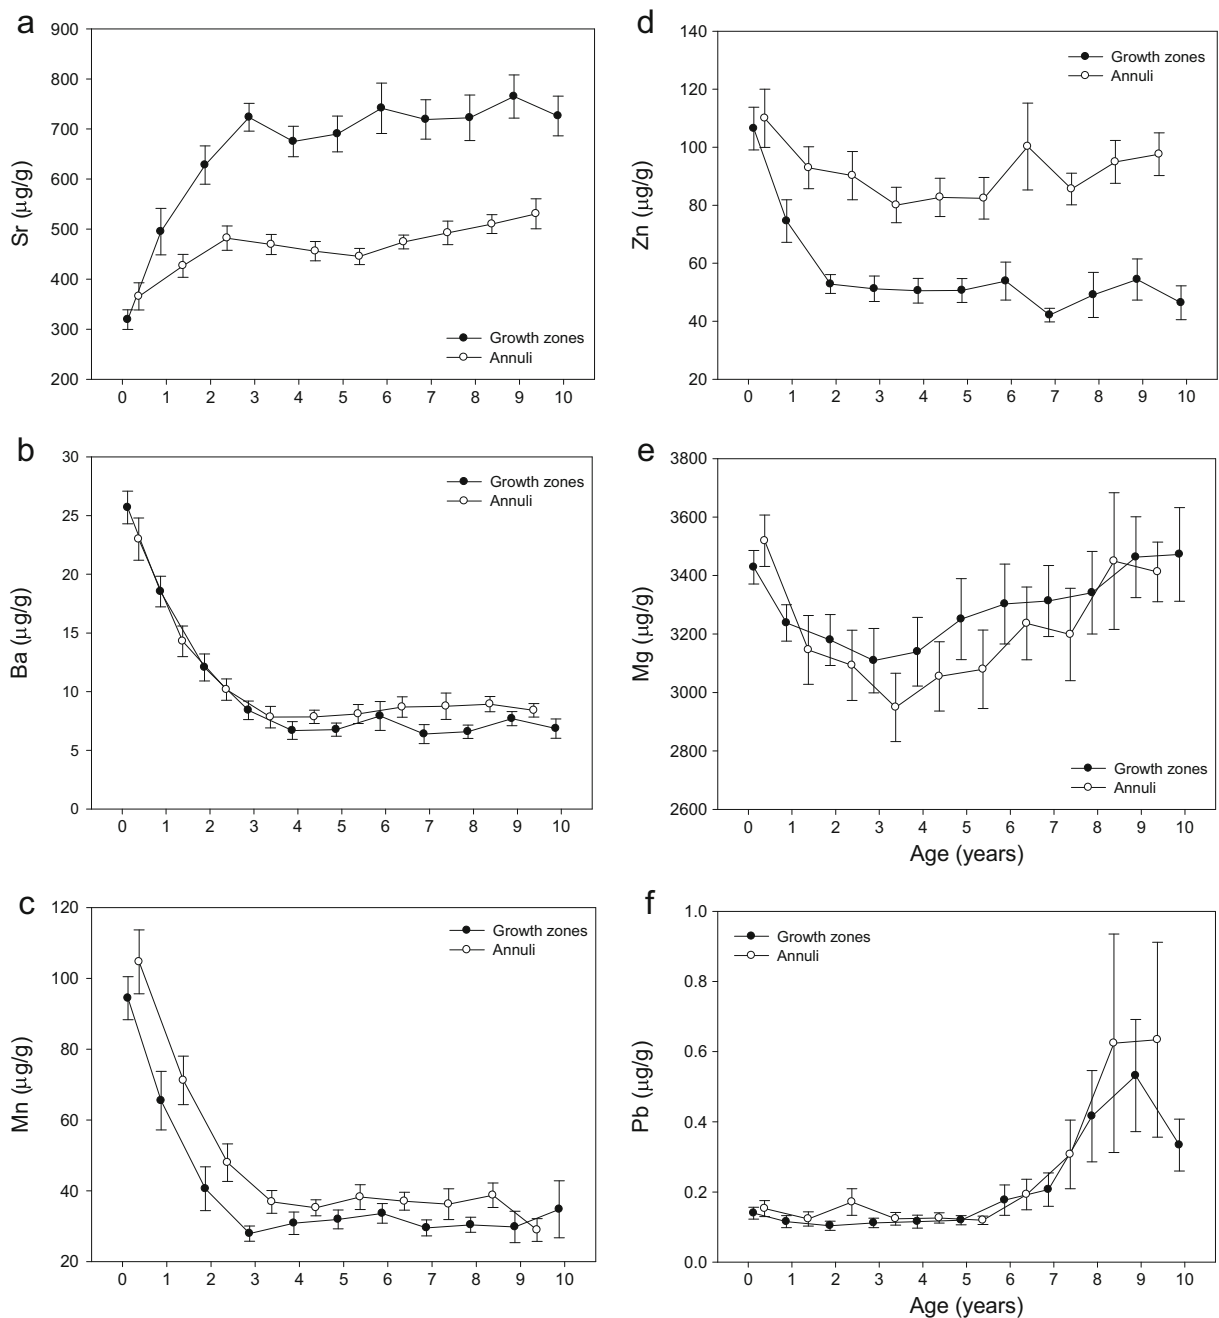 a
900
800
700
600
500
400
300
200
Sr (μg/g)
Growth zones
Annuli
0 1 2 3 4 5 6 7 8 9 10
b
30
25
20
15
10
5
0
Ba (μg/g)
Growth zones
Annuli
0 1 2 3 4 5 6 7 8 9 10
c
120
100
80
60
40
20
Mn (μg/g)
Growth zones
Annuli
0 1 2 3 4 5 6 7 8 9 10
d
140
120
100
80
60
40
20
Zn (μg/g)
Growth zones
Annuli
0 1 2 3 4 5 6 7 8 9 10
e
3800
3600
3400
3200
3000
2800
2600
Mg (μg/g)
Growth zones
Annuli
0 1 2 3 4 5 6 7 8 9 10
Age (years)
f
1.0
0.8
0.6
0.4
0.2
0.0
Pb (μg/g)
Growth zones
Annuli
0 1 2 3 4 5 6 7 8 9 10
Age (years)